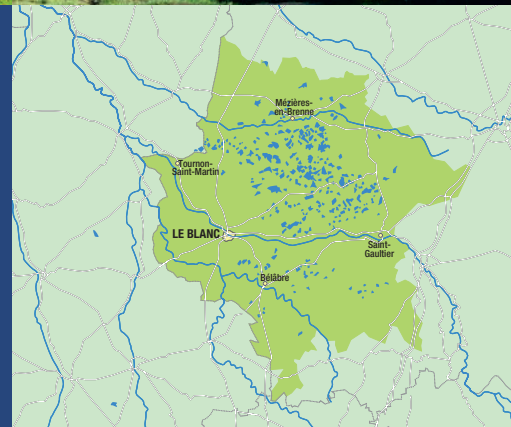 Mézières-
en-Brenne
Tournon-
Saint-Martin
LE BLANC
Saint-
Gaultier
Bélâbre